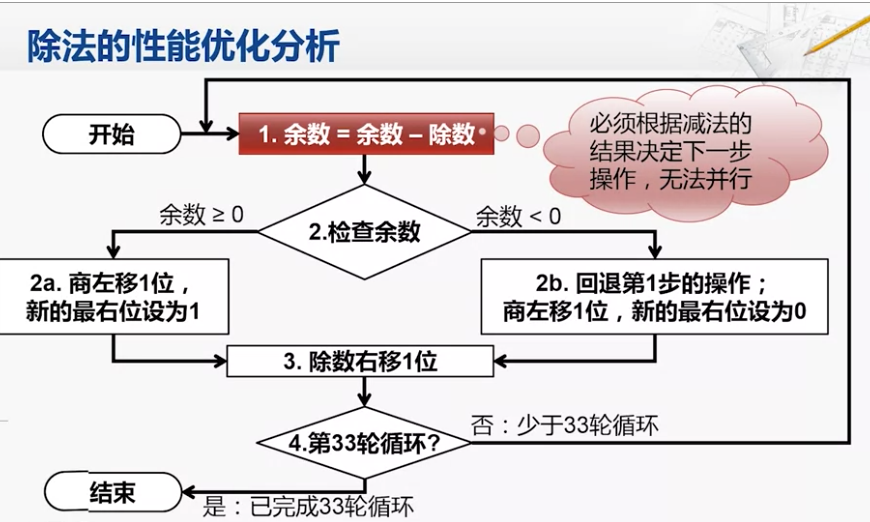 除法的性能优化分析
开始
1. 余数 = 余数 – 除数
必须根据减法的
结果决定下一步
操作，无法并行
余数 ≥ 0
2.检查余数
余数 < 0
2a. 商左移1位，
新的最右位设为1
2b. 回退第1步的操作；
商左移1位，新的最右位设为0
3. 除数右移1位
4.第33轮循环?
否：少于33轮循环
结束
是：已完成33轮循环